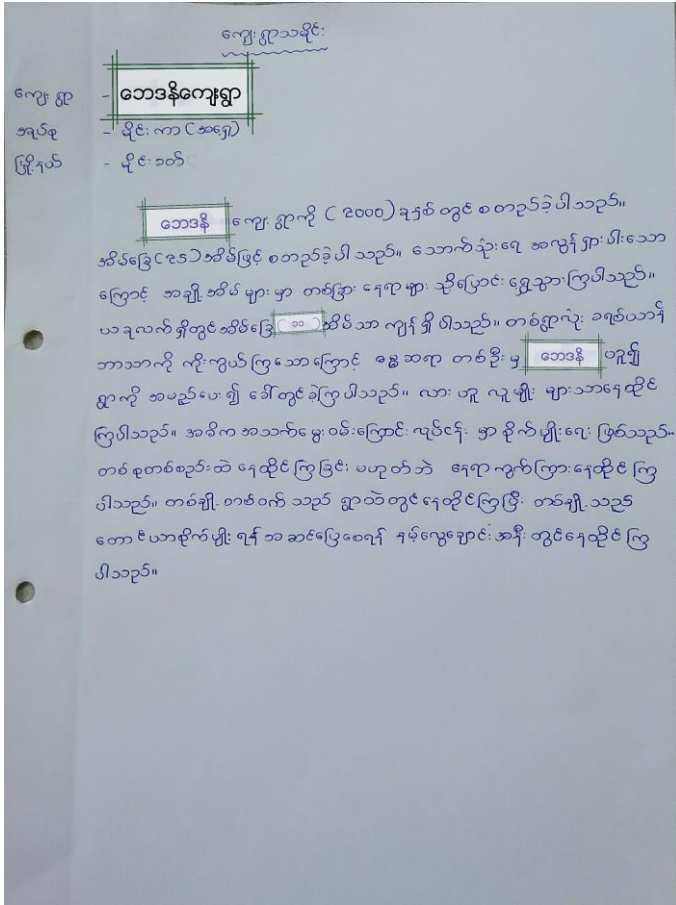 ကျေးရွာသမိုင်း
ကျေးရွာ - ဘေဒနိကျေးရွာ
အုပ်စု - မိုင်းကာ (အရှေ့)
မြို့နယ် - မိုင်းခတ်
ဘေဒနိ ကျေးရွာကို (2000) ခုနှစ်တွင် စတည်ခဲ့ပါသည်။
အိမ်ခြေ (25) အိမ်ဖြင့် စတည်ခဲ့ပါသည်။ သောက်သုံးရေ အလွန်ရှားပါးသော
ကြောင့် အချို့အိမ်များမှာ တစ်ခြားနေရာများသို့ပြောင်းရွှေ့သွားကြပါသည်။
ယခုလက်ရှိတွင်အိမ်ခြေ (၁၁) အိမ်သာ ကျန်ရှိပါသည်။ တစ်ရွာလုံး ခရစ်ယာန်
ဘာသာကို ကိုးကွယ်ကြသောကြောင့် ဓမ္မဆရာ တစ်ဦးမှ ဘေဒနိ ဟူ၍
ရွာကို အမည်ပေး၍ ခေါ်တွင်ခဲ့ကြပါသည်။ လားဟူလူမျိုးများသာနေထိုင်
ကြပါသည်။ အဓိက အသက်မွေးဝမ်းကြောင်းလုပ်ငန်းမှာ စိုက်ပျိုးရေးဖြစ်သည်။
တစ်စုတစ်စည်းထဲ နေထိုင်ကြခြင်း မဟုတ်ဘဲ နေရာကွက်ကြားနေထိုင်ကြ
ပါသည်။ တစ်ချို့တစ်ဝက်သည် ရွာထဲတွင်နေထိုင်ကြပြီး တစ်ချို့သည်
တောင်ယာစိုက်ပျိုးရန်အဆင်ပြေစေရန် နမ့်လွေချောင်းအနီးတွင်နေထိုင်ကြ
ပါသည်။